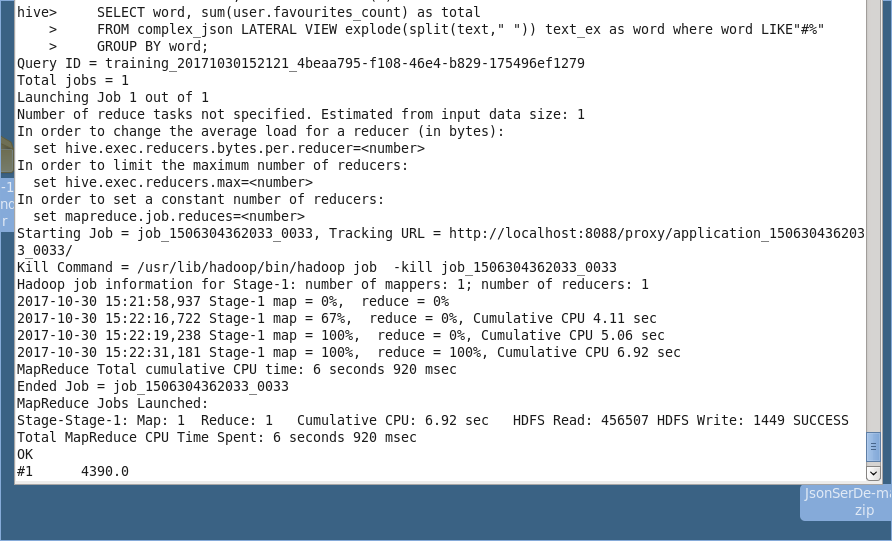 hive>     SELECT word, sum(user.favourites_count) as total
    >     FROM complex_json LATERAL VIEW explode(split(text," ")) text_ex as word where word LIKE"#%"
    >     GROUP BY word;
Query ID = training_20171030152121_4beaa795-f108-46e4-b829-175496ef1279
Total jobs = 1
Launching Job 1 out of 1
Number of reduce tasks not specified. Estimated from input data size: 1
In order to change the average load for a reducer (in bytes):
  set hive.exec.reducers.bytes.per.reducer=<number>
In order to limit the maximum number of reducers:
  set hive.exec.reducers.max=<number>
In order to set a constant number of reducers:
  set mapreduce.job.reduces=<number>
Starting Job = job_1506304362033_0033, Tracking URL = http://localhost:8088/proxy/application_150630436203
3_0033/
Kill Command = /usr/lib/hadoop/bin/hadoop job  -kill job_1506304362033_0033
Hadoop job information for Stage-1: number of mappers: 1; number of reducers: 1
2017-10-30 15:21:58,937 Stage-1 map = 0%,  reduce = 0%
2017-10-30 15:22:16,722 Stage-1 map = 67%,  reduce = 0%, Cumulative CPU 4.11 sec
2017-10-30 15:22:19,238 Stage-1 map = 100%,  reduce = 0%, Cumulative CPU 5.06 sec
2017-10-30 15:22:31,181 Stage-1 map = 100%,  reduce = 100%, Cumulative CPU 6.92 sec
MapReduce Total cumulative CPU time: 6 seconds 920 msec
Ended Job = job_1506304362033_0033
MapReduce Jobs Launched:
Stage-Stage-1: Map: 1  Reduce: 1   Cumulative CPU: 6.92 sec   HDFS Read: 456507 HDFS Write: 1449 SUCCESS
Total MapReduce CPU Time Spent: 6 seconds 920 msec
OK
#1      4390.0
-1
nd
r
JsonSerDe-ma
zip